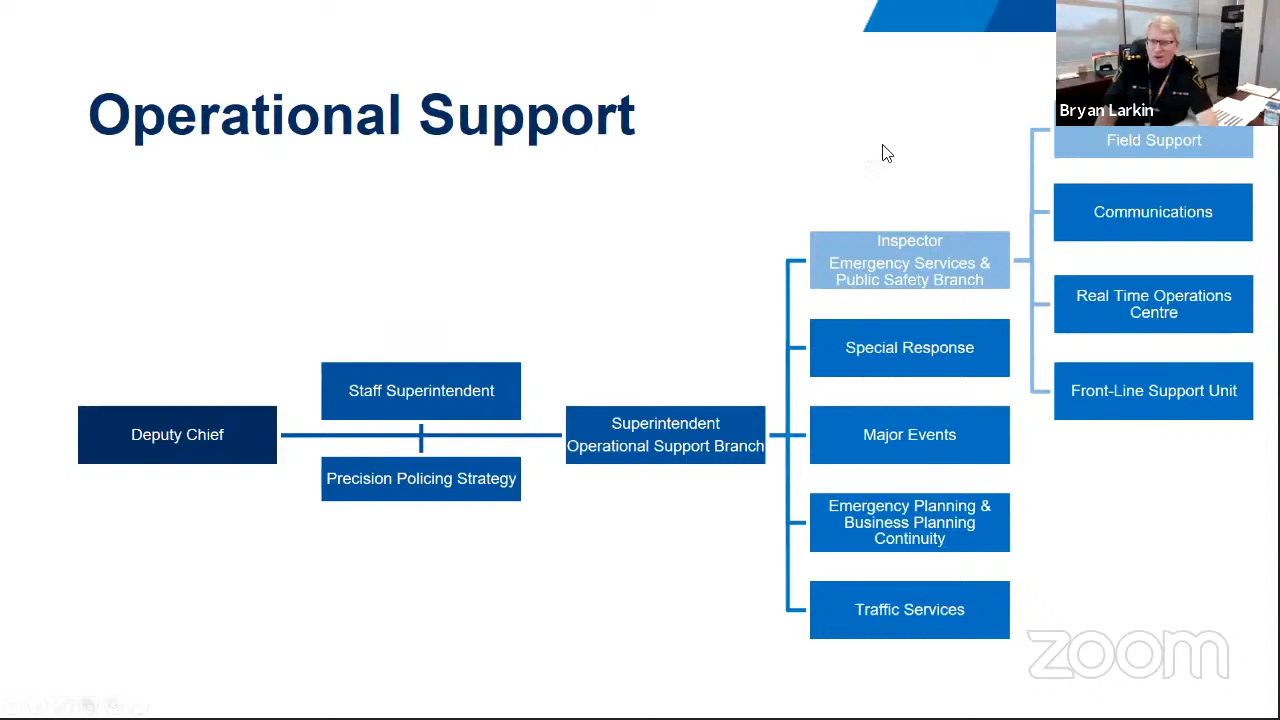 Operational Support
Bryan Larkin
Field Support
Communications
Real Time Operations
Centre
Front-Line Support Unit
Inspector
Emergency Services &
Public Safety Branch
Special Response
Major Events
Emergency Planning &
Business Planning
Continuity
Traffic Services
Superintendent
Operational Support Branch
Staff Superintendent
Precision Policing Strategy
Deputy Chief
zoom